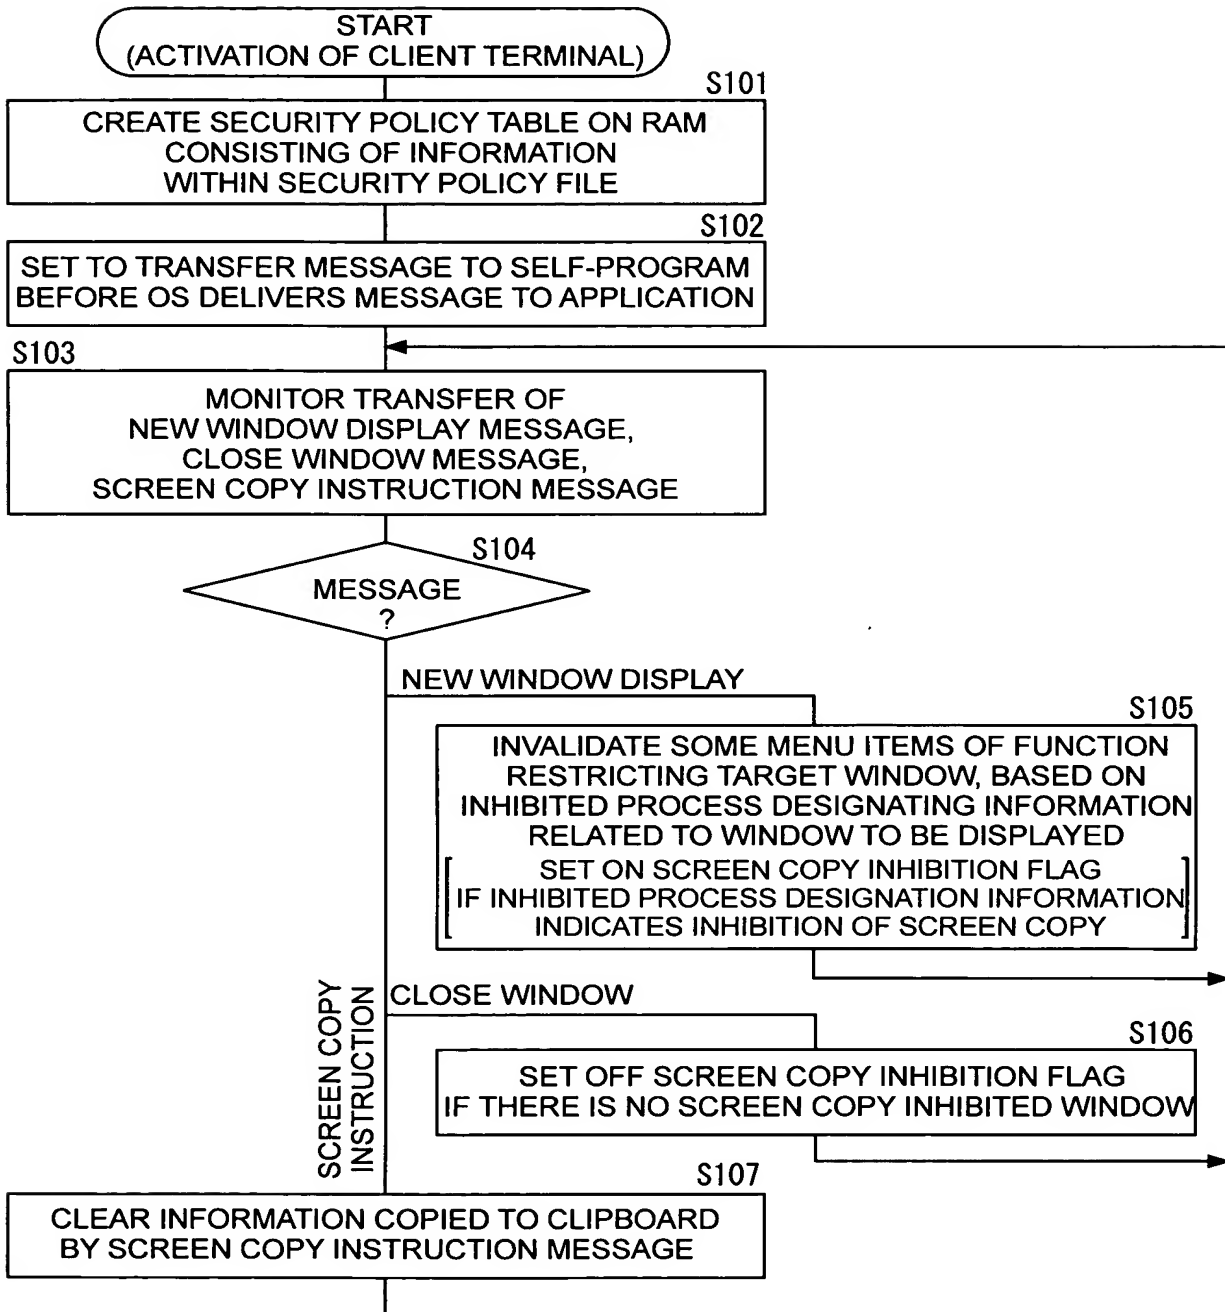 START
(ACTIVATION OF CLIENT TERMINAL)
S101
CREATE SECURITY POLICY TABLE ON RAM
CONSISTING OF INFORMATION
WITHIN SECURITY POLICY FILE
S102
SET TO TRANSFER MESSAGE TO SELF-PROGRAM
BEFORE OS DELIVERS MESSAGE TO APPLICATION
S103
MONITOR TRANSFER OF
NEW WINDOW DISPLAY MESSAGE,
CLOSE WINDOW MESSAGE,
SCREEN COPY INSTRUCTION MESSAGE
S104
MESSAGE
?
NEW WINDOW DISPLAY
S105
INVALIDATE SOME MENU ITEMS OF FUNCTION
RESTRICTING TARGET WINDOW, BASED ON
INHIBITED PROCESS DESIGNATING INFORMATION
RELATED TO WINDOW TO BE DISPLAYED
[SET ON SCREEN COPY INHIBITION FLAG
IF INHIBITED PROCESS DESIGNATION INFORMATION
INDICATES INHIBITION OF SCREEN COPY]
CLOSE WINDOW
S106
SET OFF SCREEN COPY INHIBITION FLAG
IF THERE IS NO SCREEN COPY INHIBITED WINDOW
SCREEN COPY
INSTRUCTION
S107
CLEAR INFORMATION COPIED TO CLIPBOARD
BY SCREEN COPY INSTRUCTION MESSAGE